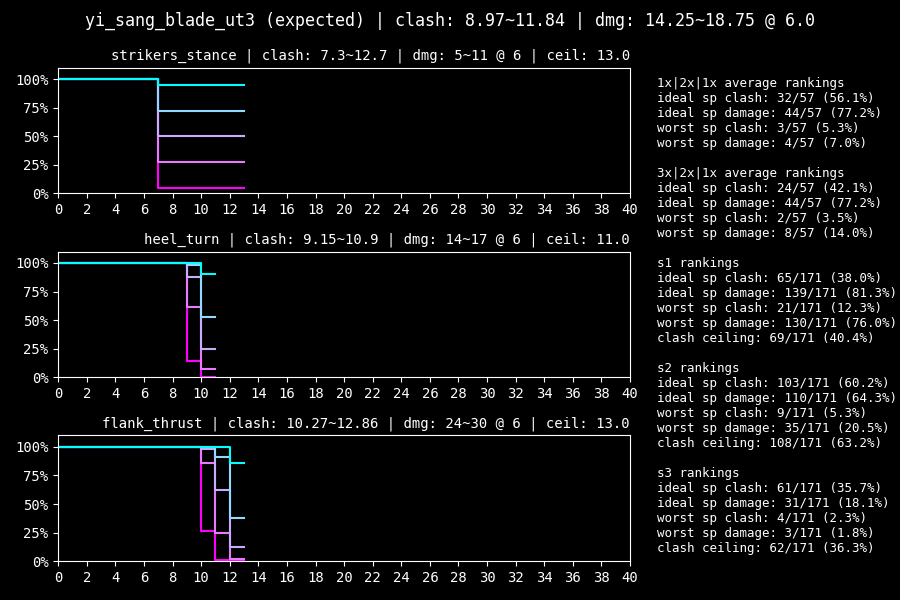 yi_sang_blade_ut3 (expected) | clash: 8.97~11.84 | dmg: 14.25~18.75 @ 6.0
strikers_stance | clash: 7.3~12.7 | dmg: 5~11 @ 6 | ceil: 13.0
100%
75%
50%
25%
0%
0 2 4 6 8 10 12 14 16 18 20 22 24 26 28 30 32 34 36 38 40
heel_turn | clash: 9.15~10.9 | dmg: 14~17 @ 6 | ceil: 11.0
100%
75%
50%
25%
0%
0 2 4 6 8 10 12 14 16 18 20 22 24 26 28 30 32 34 36 38 40
flank_thrust | clash: 10.27~12.86 | dmg: 24~30 @ 6 | ceil: 13.0
100%
75%
50%
25%
0%
0 2 4 6 8 10 12 14 16 18 20 22 24 26 28 30 32 34 36 38 40
1x|2x|1x average rankings
ideal sp clash: 32/57 (56.1%)
ideal sp damage: 44/57 (77.2%)
worst sp clash: 3/57 (5.3%)
worst sp damage: 4/57 (7.0%)
3x|2x|1x average rankings
ideal sp clash: 24/57 (42.1%)
ideal sp damage: 44/57 (77.2%)
worst sp clash: 2/57 (3.5%)
worst sp damage: 8/57 (14.0%)
s1 rankings
ideal sp clash: 65/171 (38.0%)
ideal sp damage: 139/171 (81.3%)
worst sp clash: 21/171 (12.3%)
worst sp damage: 130/171 (76.0%)
clash ceiling: 69/171 (40.4%)
s2 rankings
ideal sp clash: 103/171 (60.2%)
ideal sp damage: 110/171 (64.3%)
worst sp clash: 9/171 (5.3%)
worst sp damage: 35/171 (20.5%)
clash ceiling: 108/171 (63.2%)
s3 rankings
ideal sp clash: 61/171 (35.7%)
ideal sp damage: 31/171 (18.1%)
worst sp clash: 4/171 (2.3%)
worst sp damage: 3/171 (1.8%)
clash ceiling: 62/171 (36.3%)